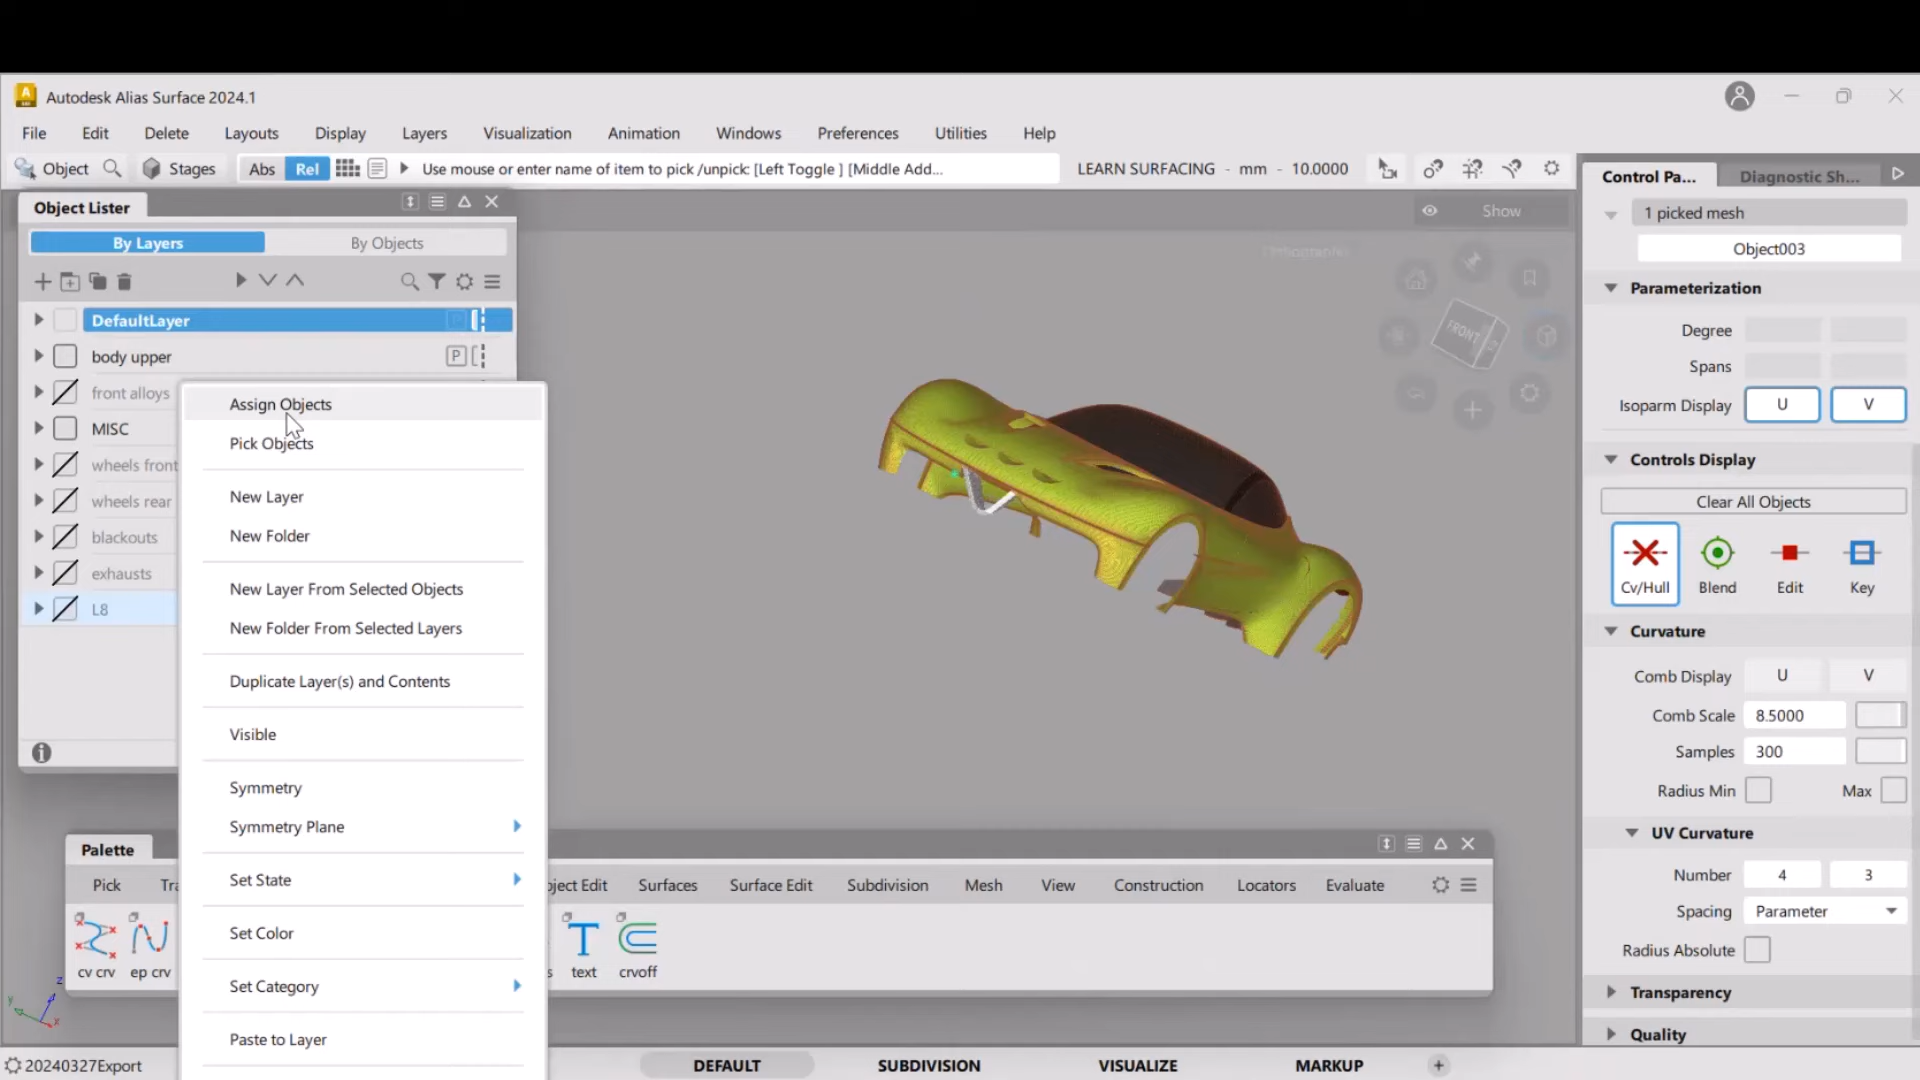 Autodesk Alias Surface 2024.1
File Edit Delete Layouts Display Layers Visualization Animation Windows Preferences Utilities Help
Object Stages Abs Rel Use mouse or enter name of item to pick /unpick: [Left Toggle ] [Middle Add... LEARN SURFACING - mm - 10.0000
Control Pa... Diagnostic Sh...
Object Lister
Show
1 picked mesh
By Layers By Objects
Object003
Parameterization
DefaultLayer
Degree
body upper P
Spans
FRONT
front alloys
Isoparm Display U V
Assign Objects
MISC
Pick Objects
Controls Display
wheels front
New Layer
Clear All Objects
wheels rear
New Folder
blackouts
exhausts
New Layer From Selected Objects
Cv/Hull Blend Edit Key
L8
New Folder From Selected Layers
Curvature
Duplicate Layer(s) and Contents
Comb Display U V
Comb Scale 8.5000
Visible
Samples 300
Symmetry
Radius Min Max
Symmetry Plane
UV Curvature
Palette
Number 4 3
Set State
Pick Tra bject Edit Surfaces Surface Edit Subdivision Mesh View Construction Locators Evaluate
Spacing Parameter
Set Color
Radius Absolute
cv crv ep crv s text crvoff
Set Category
z
y
x
Transparency
Paste to Layer
Quality
20240327Export DEFAULT SUBDIVISION VISUALIZE MARKUP +